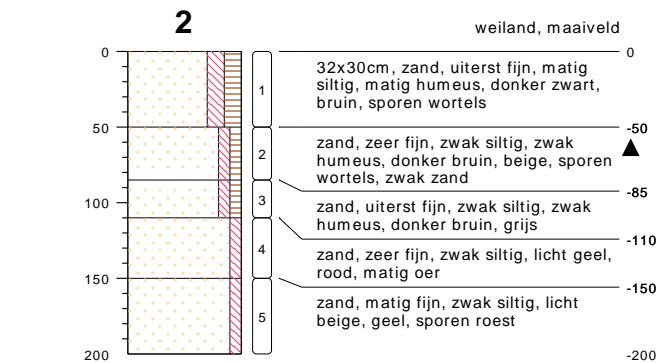 2
weiland, maaiveld
0
0
32x30cm, zand, uiterst fijn, matig
siltig, matig humeus, donker zwart,
bruin, sporen wortels
1
50
-50
zand, zeer fijn, zwak siltig, zwak
humeus, donker bruin, beige, sporen
wortels, zwak zand
2
-85
zand, uiterst fijn, zwak siltig, zwak
humeus, donker bruin, grijs
3
100
-110
zand, zeer fijn, zwak siltig, licht geel,
rood, matig oer
4
150
-150
zand, matig fijn, zwak siltig, licht
beige, geel, sporen roest
5
200
-200